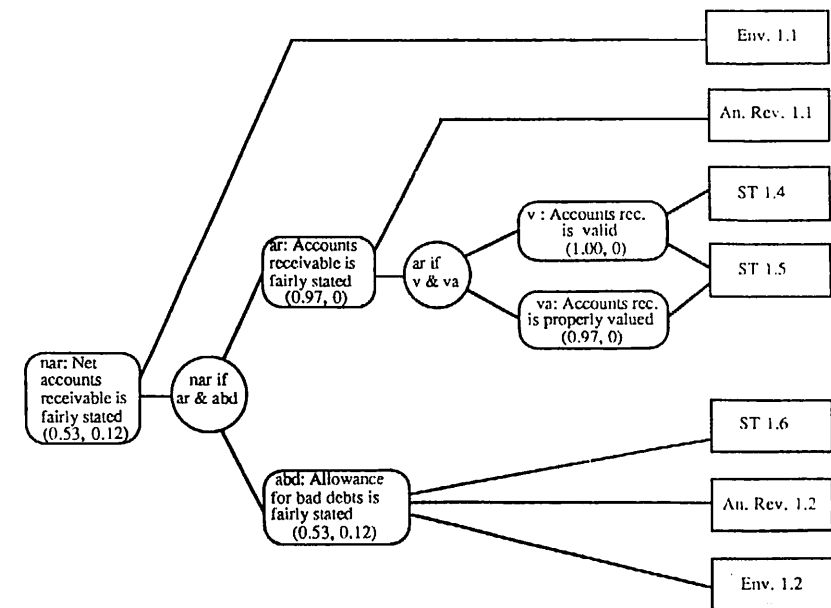 Env. 1.1
An. Rev. 1.1
ST 1.4
v : Accounts rec.
is valid
(1.00, 0)
ar: Accounts
receivable is
fairly stated
(0.97, 0)
ar if
v & va
ST 1.5
va: Accounts rec.
is properly valued
(0.97, 0)
nar: Net
accounts
receivable is
fairly stated
(0.53, 0.12)
nar if
ar & abd
ST 1.6
abd: Allowance
for bad debts is
fairly stated
(0.53, 0.12)
An. Rev. 1.2
Env. 1.2